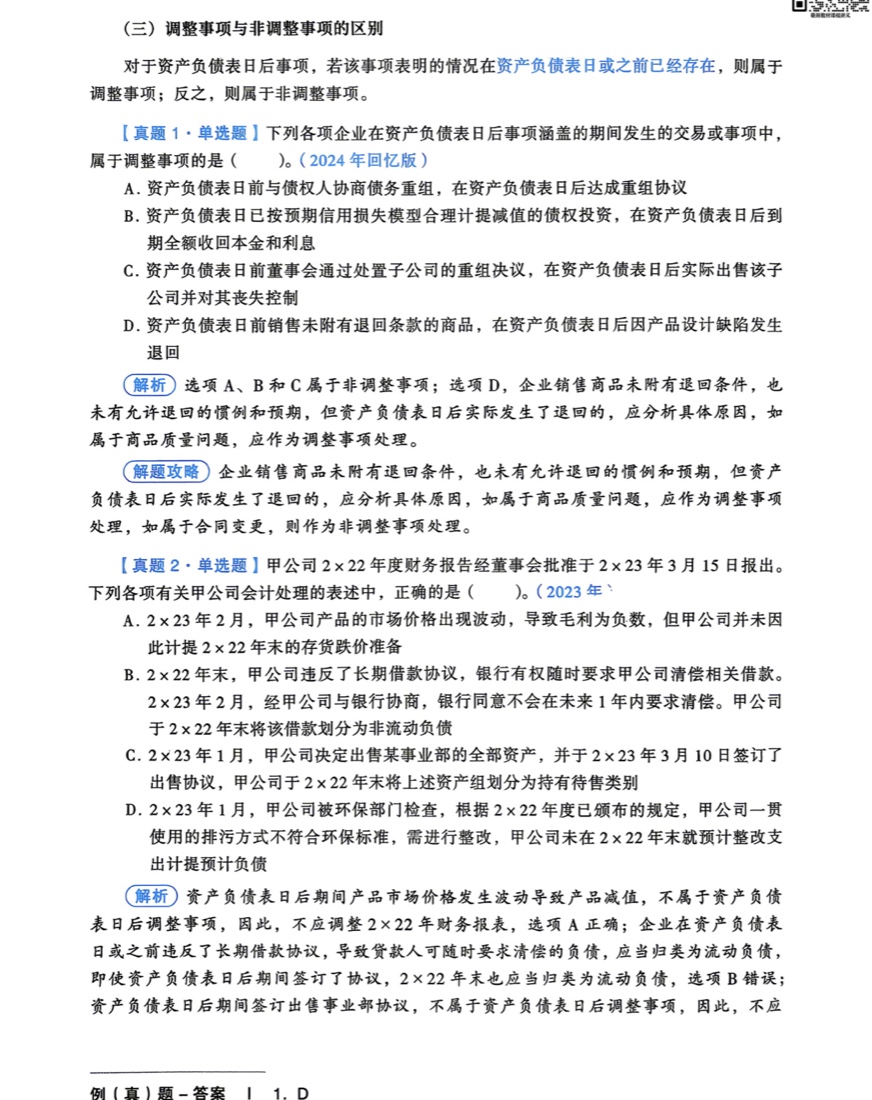 (三) 调整事项与非调整事项的区别
对于资产负债表日后事项，若该事项表明的情况在资产负债表日或之前已经存在，则属于
调整事项；反之，则属于非调整事项。
【真题 1·单选题】下列各项企业在资产负债表日后事项涵盖的期间发生的交易或事项中，
属于调整事项的是（　　）。（2024 年回忆版）
A. 资产负债表日前与债权人协商债务重组，在资产负债表日后达成重组协议
B. 资产负债表日已按预期信用损失模型合理计提减值的债权投资，在资产负债表日后到
期全额收回本金和利息
C. 资产负债表日前董事会通过处置子公司的重组决议，在资产负债表日后实际出售该子
公司并对其丧失控制
D. 资产负债表日前销售未附有退回条款的商品，在资产负债表日后因产品设计缺陷发生
退回
解析 选项 A、B 和 C 属于非调整事项；选项 D，企业销售商品未附有退回条件，也
未有允许退回的惯例和预期，但资产负债表日后实际发生了退回的，应分析具体原因，如
属于商品质量问题，应作为调整事项处理。
解题攻略 企业销售商品未附有退回条件，也未有允许退回的惯例和预期，但资产
负债表日后实际发生了退回的，应分析具体原因，如属于商品质量问题，应作为调整事项
处理，如属于合同变更，则作为非调整事项处理。
【真题 2·单选题】甲公司 2×22 年度财务报告经董事会批准于 2×23 年 3 月 15 日报出。
下列各项有关甲公司会计处理的表述中，正确的是（　　）。（2023 年
A. 2×23 年 2 月，甲公司产品的市场价格出现波动，导致毛利为负数，但甲公司并未因
此计提 2×22 年末的存货跌价准备
B. 2×22 年末，甲公司违反了长期借款协议，银行有权随时要求甲公司清偿相关借款。
2×23 年 2 月，经甲公司与银行协商，银行同意不会在未来 1 年内要求清偿。甲公司
于 2×22 年末将该借款划分为非流动负债
C. 2×23 年 1 月，甲公司决定出售某事业部的全部资产，并于 2×23 年 3 月 10 日签订了
出售协议，甲公司于 2×22 年末将上述资产组划分为持有待售类别
D. 2×23 年 1 月，甲公司被环保部门检查，根据 2×22 年度已颁布的规定，甲公司一贯
使用的排污方式不符合环保标准，需进行整改，甲公司未在 2×22 年末就预计整改支
出计提预计负债
解析 资产负债表日后期间产品市场价格发生波动导致产品减值，不属于资产负债
表日后调整事项，因此，不应调整 2×22 年财务报表，选项 A 正确；企业在资产负债表
日或之前违反了长期借款协议，导致贷款人可随时要求清偿的负债，应当归类为流动负债，
即使资产负债表日后期间签订了协议，2×22 年末也应当归类为流动负债，选项 B 错误；
资产负债表日后期间签订出售事业部协议，不属于资产负债表日后调整事项，因此，不应
例（真）题－答案　|　1. D